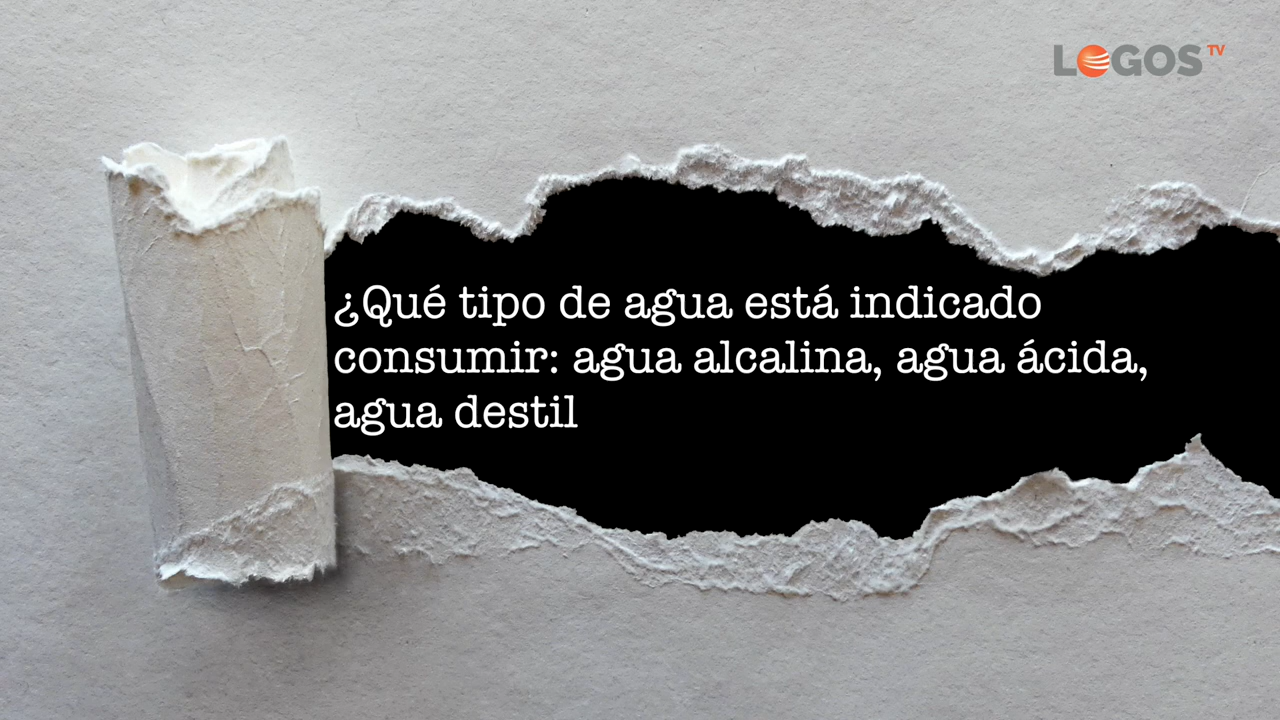 LOGOS TV
¿Qué tipo de agua está indicado
consumir: agua alcalina, agua ácida,
agua destil